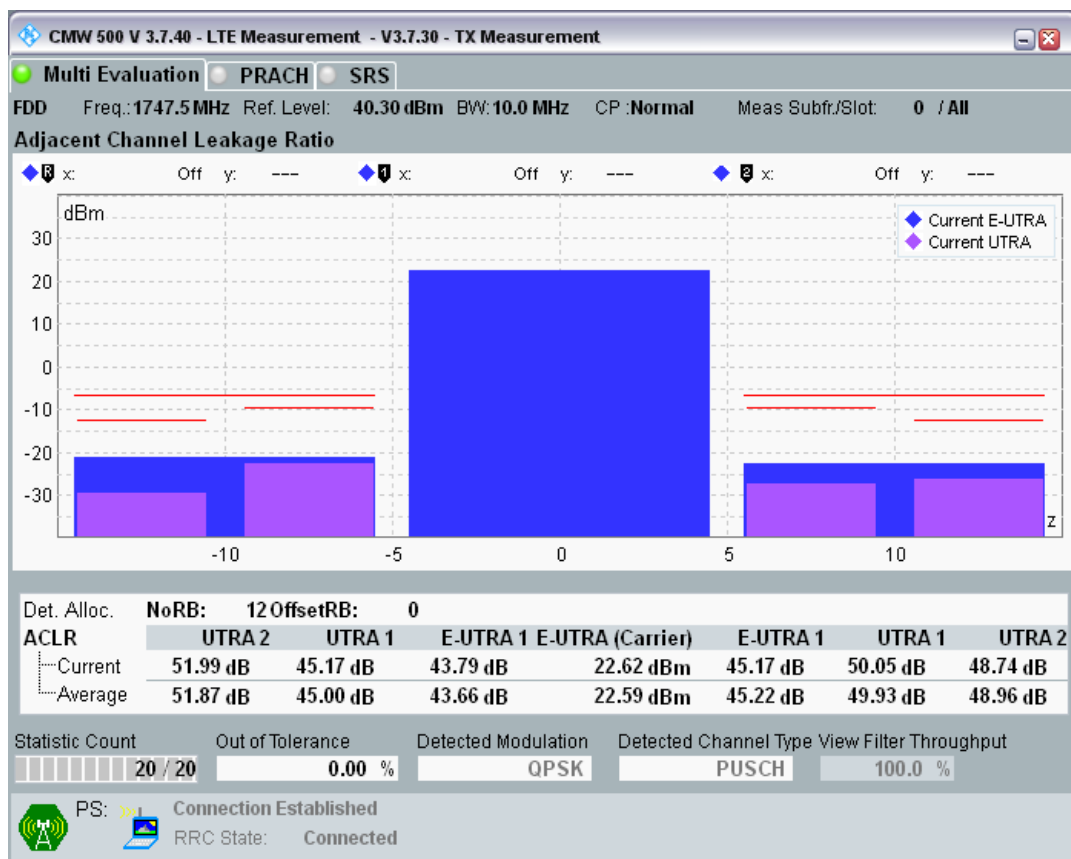 CMW 500 V 3.7.40 - LTE Measurement - V3.7.30 - TX Measurement
Multi Evaluation PRACH SRS
FDD Freq.: 1747.5 MHz Ref. Level: 40.30 dBm BW: 10.0 MHz CP :Normal Meas Subfr./Slot: 0 / All
Adjacent Channel Leakage Ratio
R x: Off y: --- 1 x: Off y: --- 2 x: Off y: ---
dBm
Current E-UTRA
Current UTRA
30
20
10
0
-10
-20
-30
z
-10 -5 0 5 10
Det. Alloc. NoRB: 12 OffsetRB: 0
ACLR UTRA 2 UTRA 1 E-UTRA 1 E-UTRA (Carrier) E-UTRA 1 UTRA 1 UTRA 2
Current 51.99 dB 45.17 dB 43.79 dB 22.62 dBm 45.17 dB 50.05 dB 48.74 dB
Average 51.87 dB 45.00 dB 43.66 dB 22.59 dBm 45.22 dB 49.93 dB 48.96 dB
Statistic Count Out of Tolerance Detected Modulation Detected Channel Type View Filter Throughput
20 / 20 0.00 % QPSK PUSCH 100.0 %
PS: Connection Established
RRC State: Connected